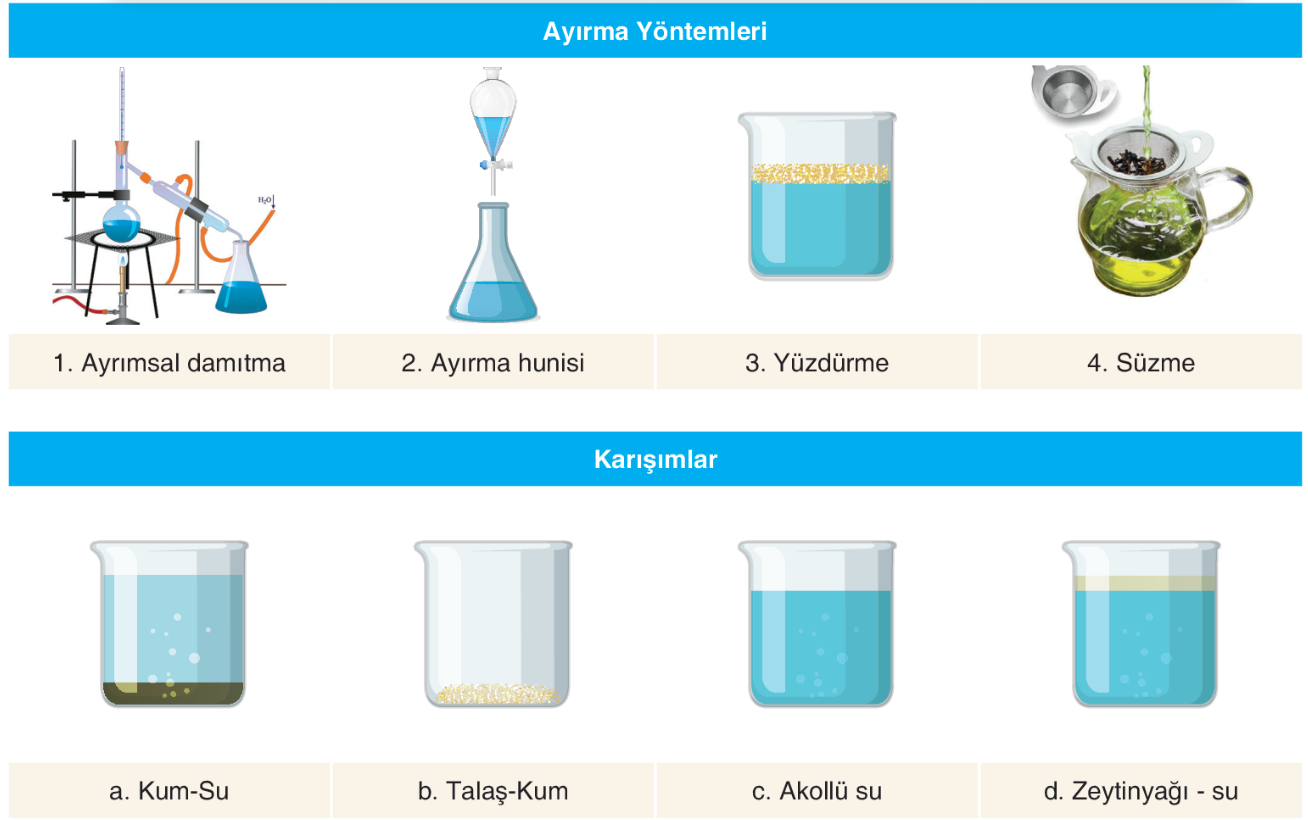 Ayırma Yöntemleri
H₂O
1. Ayrımsal damıtma
2. Ayırma hunisi
3. Yüzdürme
4. Süzme
Karışımlar
a. Kum-Su
b. Talaş-Kum
c. Akollü su
d. Zeytinyağı - su